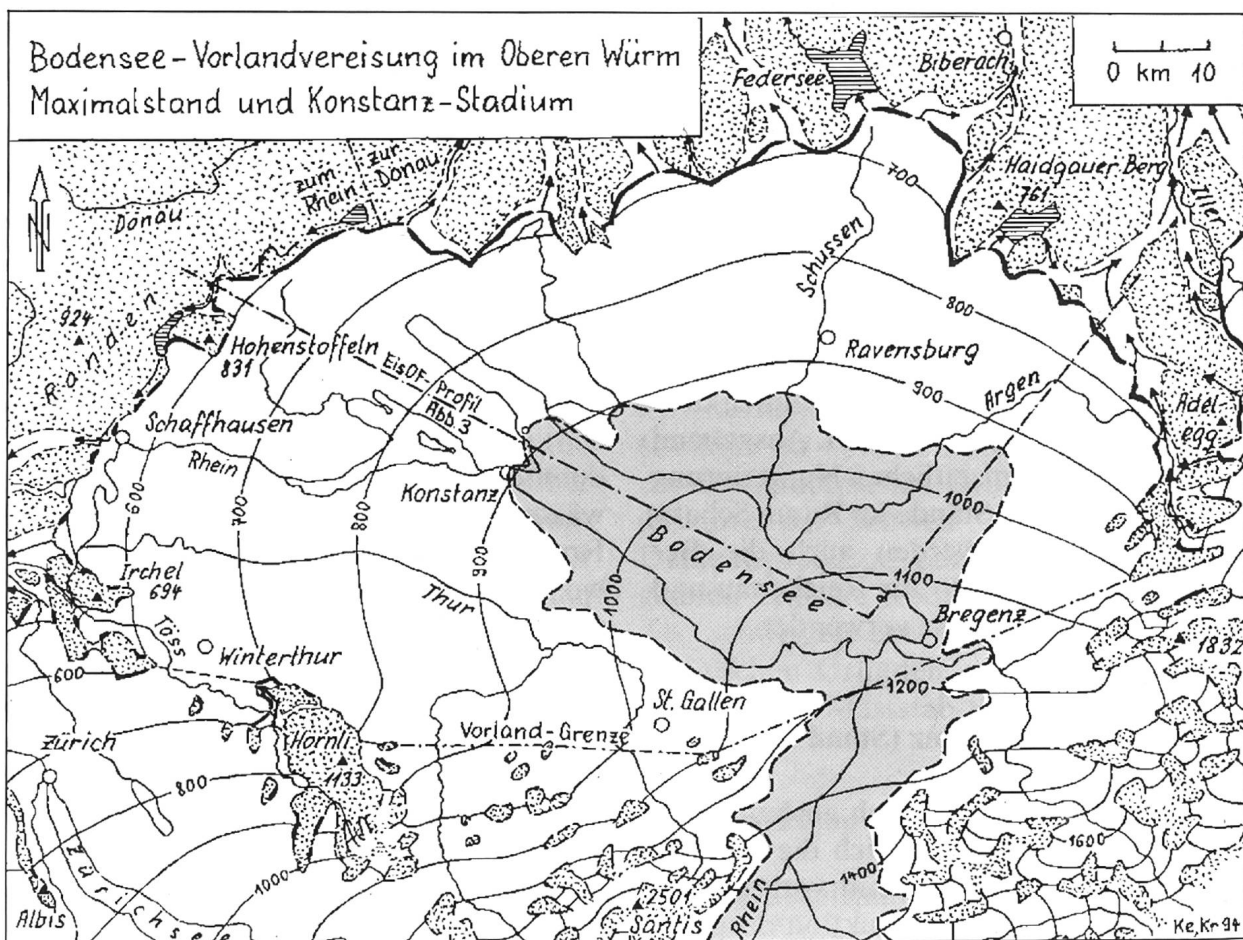 Bodensee-Vorlandvereisung im Oberen Würm
Maximalstand und Konstanz-Stadium
0 km 10
Federsee
Biberach
Haidgauer Berg
761
Iller
N
Donau
zum Rhein
zur Donau
700
Schussen
800
Randen
924
Hohenstoffeln
831
EisOF-Profil
Abb. 3
Ravensburg
900
Argen
Adel-
egg
Schaffhausen
Rhein
Konstanz
600
700
800
900
1000
1000
1100
Bodensee
Bregenz
Irchel
694
Thur
Töss
Winterthur
600
1832
1200
St. Gallen
Vorland-Grenze
Zürich
Hörnli
1133
800
1600
1000
1400
Zürichsee
Albis
2501
Säntis
Rhein
Ke,Kr 94